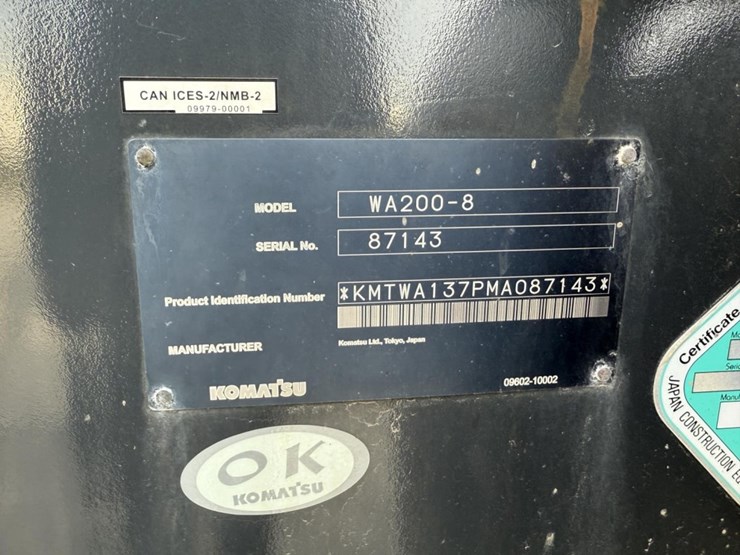 CAN ICES-2/NMB-2
09979-00001
MODEL WA200-8
SERIAL No. 87143
Product Identification Number *KMTWA137PMA087143*
MANUFACTURER Komatsu Ltd., Tokyo, Japan
KOMATSU 09602-10002
OK
KOMATSU
Certificate
JAPAN CONSTRUCTION